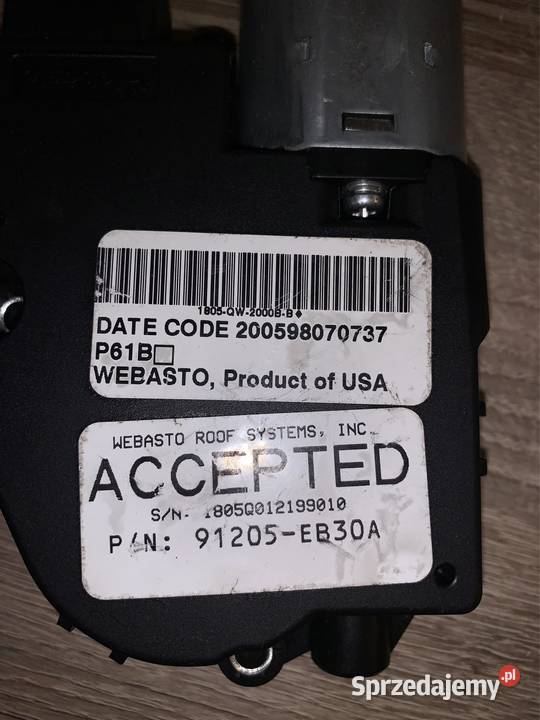 1805-QW-2000B-B♦
DATE CODE 200598070737
P61B□
WEBASTO, Product of USA
WEBASTO ROOF SYSTEMS, INC.
ACCEPTED
S/N: 1805Q012199010
P/N: 91205-EB30A
Sprzedajemy.pl